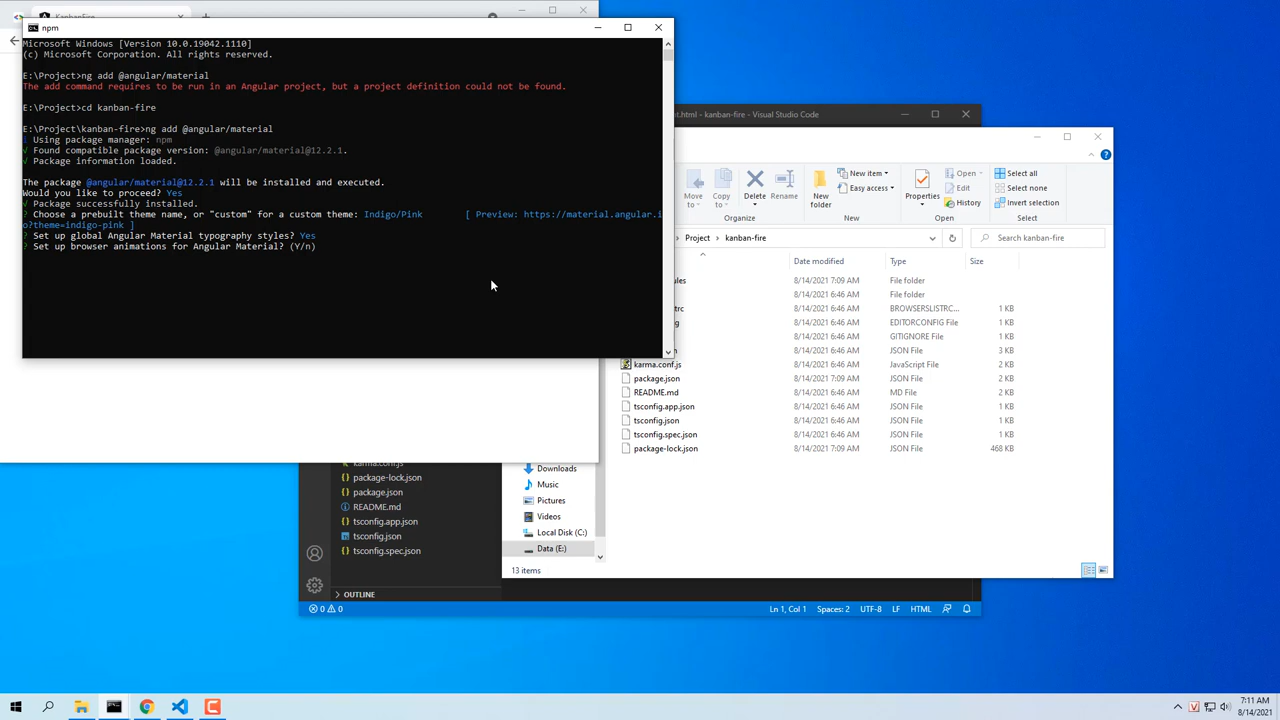 KanbanFire
npm
Microsoft Windows [Version 10.0.19042.1110]
(c) Microsoft Corporation. All rights reserved.
E:\Project>ng add @angular/material
The add command requires to be run in an Angular project, but a project definition could not be found.
E:\Project>cd kanban-fire
E:\Project\kanban-fire>ng add @angular/material
i Using package manager: npm
√ Found compatible package version: @angular/material@12.2.1.
√ Package information loaded.
The package @angular/material@12.2.1 will be installed and executed.
Would you like to proceed? Yes
√ Package successfully installed.
? Choose a prebuilt theme name, or "custom" for a custom theme: Indigo/Pink [ Preview: https://material.angular.i
o?theme=indigo-pink ]
? Set up global Angular Material typography styles? Yes
? Set up browser animations for Angular Material? (Y/n)
nt.html - kanban-fire - Visual Studio Code
Move to
Copy to
Delete
Rename
New folder
New item
Easy access
Properties
Open
Edit
History
Select all
Select none
Invert selection
Organize
New
Open
Select
Project > kanban-fire
Search kanban-fire
Date modified Type Size
ules 8/14/2021 7:09 AM File folder
8/14/2021 6:46 AM File folder
trc 8/14/2021 6:46 AM BROWSERSLISTRC... 1 KB
g 8/14/2021 6:46 AM EDITORCONFIG File 1 KB
8/14/2021 6:46 AM GITIGNORE File 1 KB
n 8/14/2021 6:46 AM JSON File 3 KB
karma.conf.js 8/14/2021 6:46 AM JavaScript File 2 KB
package.json 8/14/2021 7:09 AM JSON File 2 KB
README.md 8/14/2021 6:46 AM MD File 2 KB
tsconfig.app.json 8/14/2021 6:46 AM JSON File 1 KB
tsconfig.json 8/14/2021 6:46 AM JSON File 1 KB
tsconfig.spec.json 8/14/2021 6:46 AM JSON File 1 KB
package-lock.json 8/14/2021 7:09 AM JSON File 468 KB
Downloads
Music
Pictures
Videos
Local Disk (C:)
Data (E:)
13 items
karma.conf.js
{} package-lock.json
{} package.json
README.md
tsconfig.app.json
tsconfig.json
tsconfig.spec.json
OUTLINE
0 0
Ln 1, Col 1 Spaces: 2 UTF-8 LF HTML
7:11 AM
8/14/2021